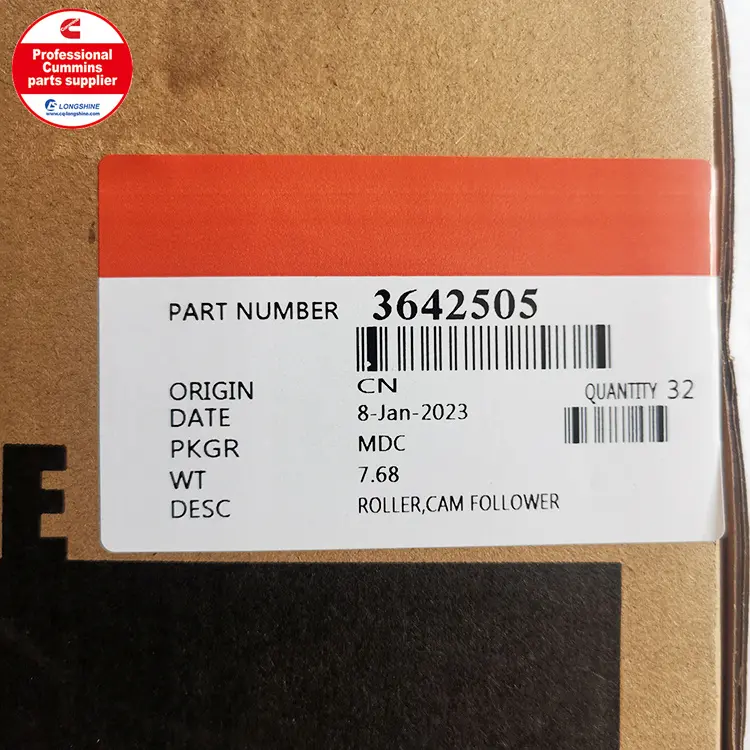 Professional
Cummins
parts supplier
LONGSHINE
www.cqlongshine.com
PART NUMBER 3642505
ORIGIN CN QUANTITY 32
DATE 8-Jan-2023
PKGR MDC
WT 7.68
DESC ROLLER,CAM FOLLOWER
E